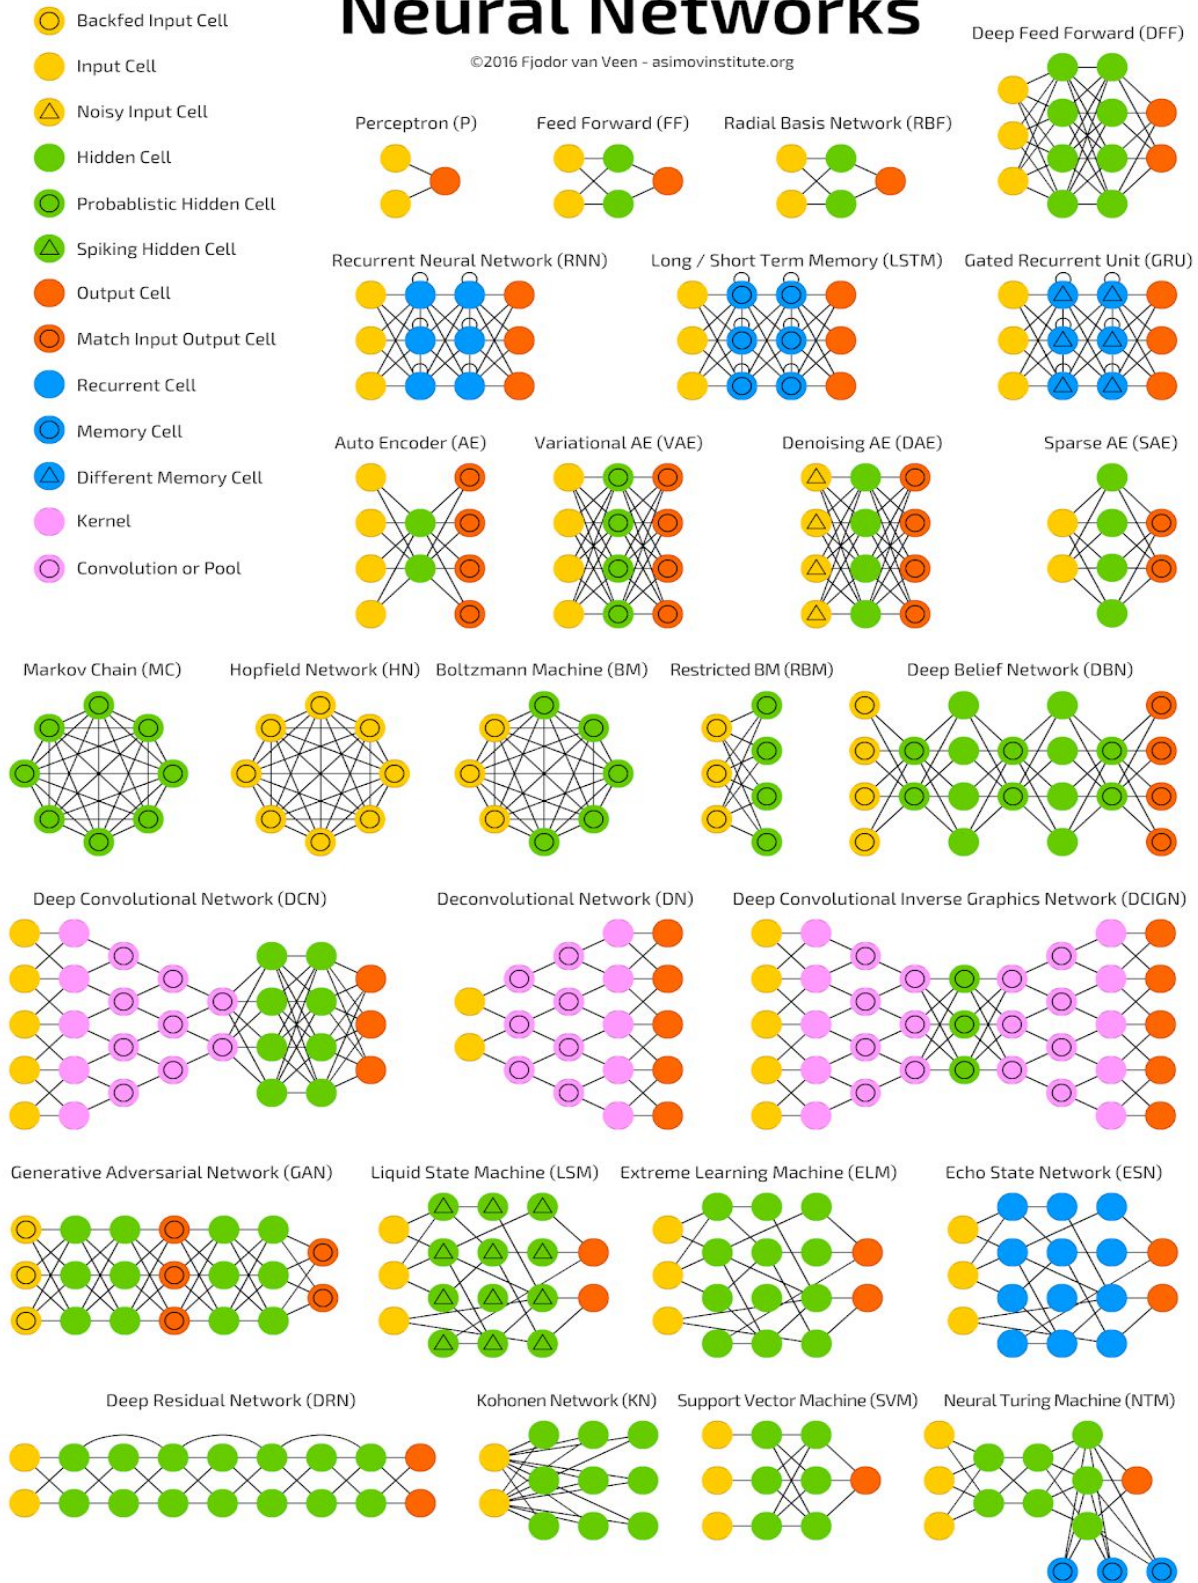 Neural Networks
©2016 Fjodor van Veen - asimovinstitute.org
Backfed Input Cell
Input Cell
Noisy Input Cell
Hidden Cell
Probablistic Hidden Cell
Spiking Hidden Cell
Output Cell
Match Input Output Cell
Recurrent Cell
Memory Cell
Different Memory Cell
Kernel
Convolution or Pool
Deep Feed Forward (DFF)
Perceptron (P)
Feed Forward (FF)
Radial Basis Network (RBF)
Recurrent Neural Network (RNN)
Long / Short Term Memory (LSTM)
Gated Recurrent Unit (GRU)
Auto Encoder (AE)
Variational AE (VAE)
Denoising AE (DAE)
Sparse AE (SAE)
Markov Chain (MC)
Hopfield Network (HN)
Boltzmann Machine (BM)
Restricted BM (RBM)
Deep Belief Network (DBN)
Deep Convolutional Network (DCN)
Deconvolutional Network (DN)
Deep Convolutional Inverse Graphics Network (DCIGN)
Generative Adversarial Network (GAN)
Liquid State Machine (LSM)
Extreme Learning Machine (ELM)
Echo State Network (ESN)
Deep Residual Network (DRN)
Kohonen Network (KN)
Support Vector Machine (SVM)
Neural Turing Machine (NTM)